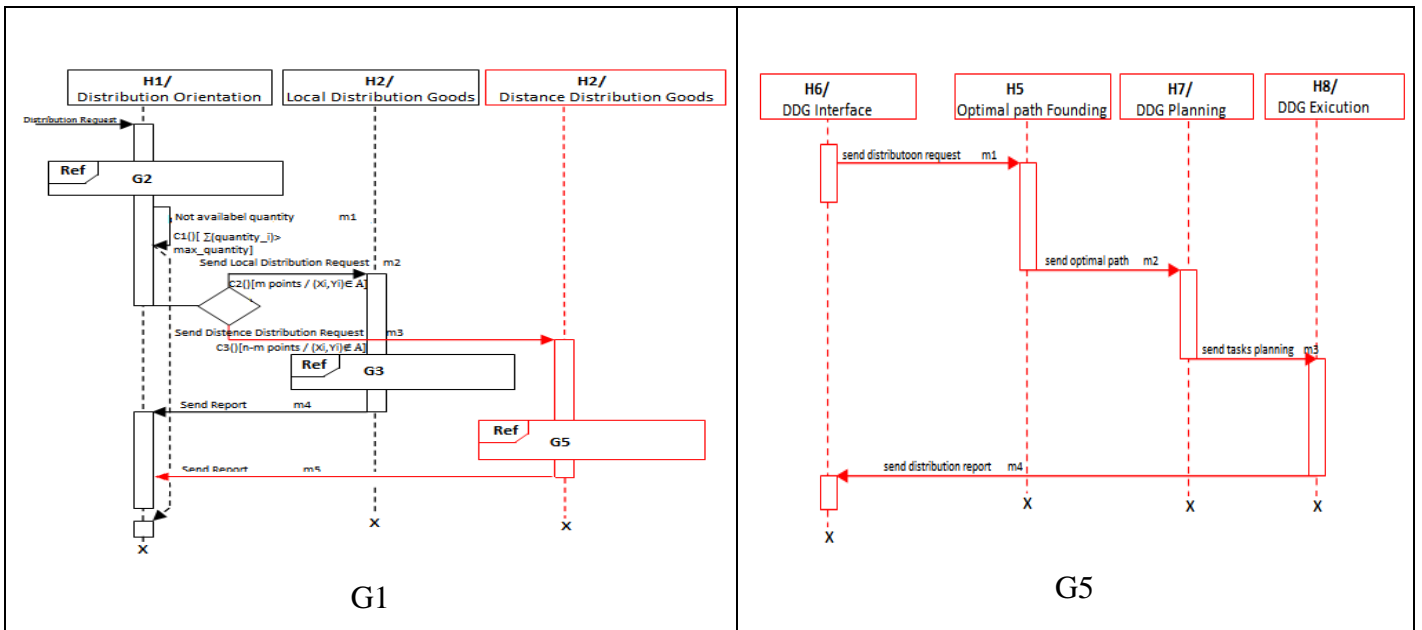 H1/
Distribution Orientation
H2/
Local Distribution Goods
H2/
Distance Distribution Goods
Distribution Request
Ref
G2
Not availabel quantity m1
C1()[ ∑(quantity_i)>
max_quantity]
Send Local Distribution Request m2
C2()[m points / (Xi,Yi)∈ A]
Send Distence Distribution Request m3
C3()[n-m points / (Xi,Yi)∉ A]
Ref
G3
Send Report m4
Ref
G5
Send Report m5
X
X
X
G1
H6/
DDG Interface
H5
Optimal path Founding
H7/
DDG Planning
H8/
DDG Exicution
send distributoon request m1
send optimal path m2
send tasks planning m3
send distribution report m4
X
X
X
X
G5